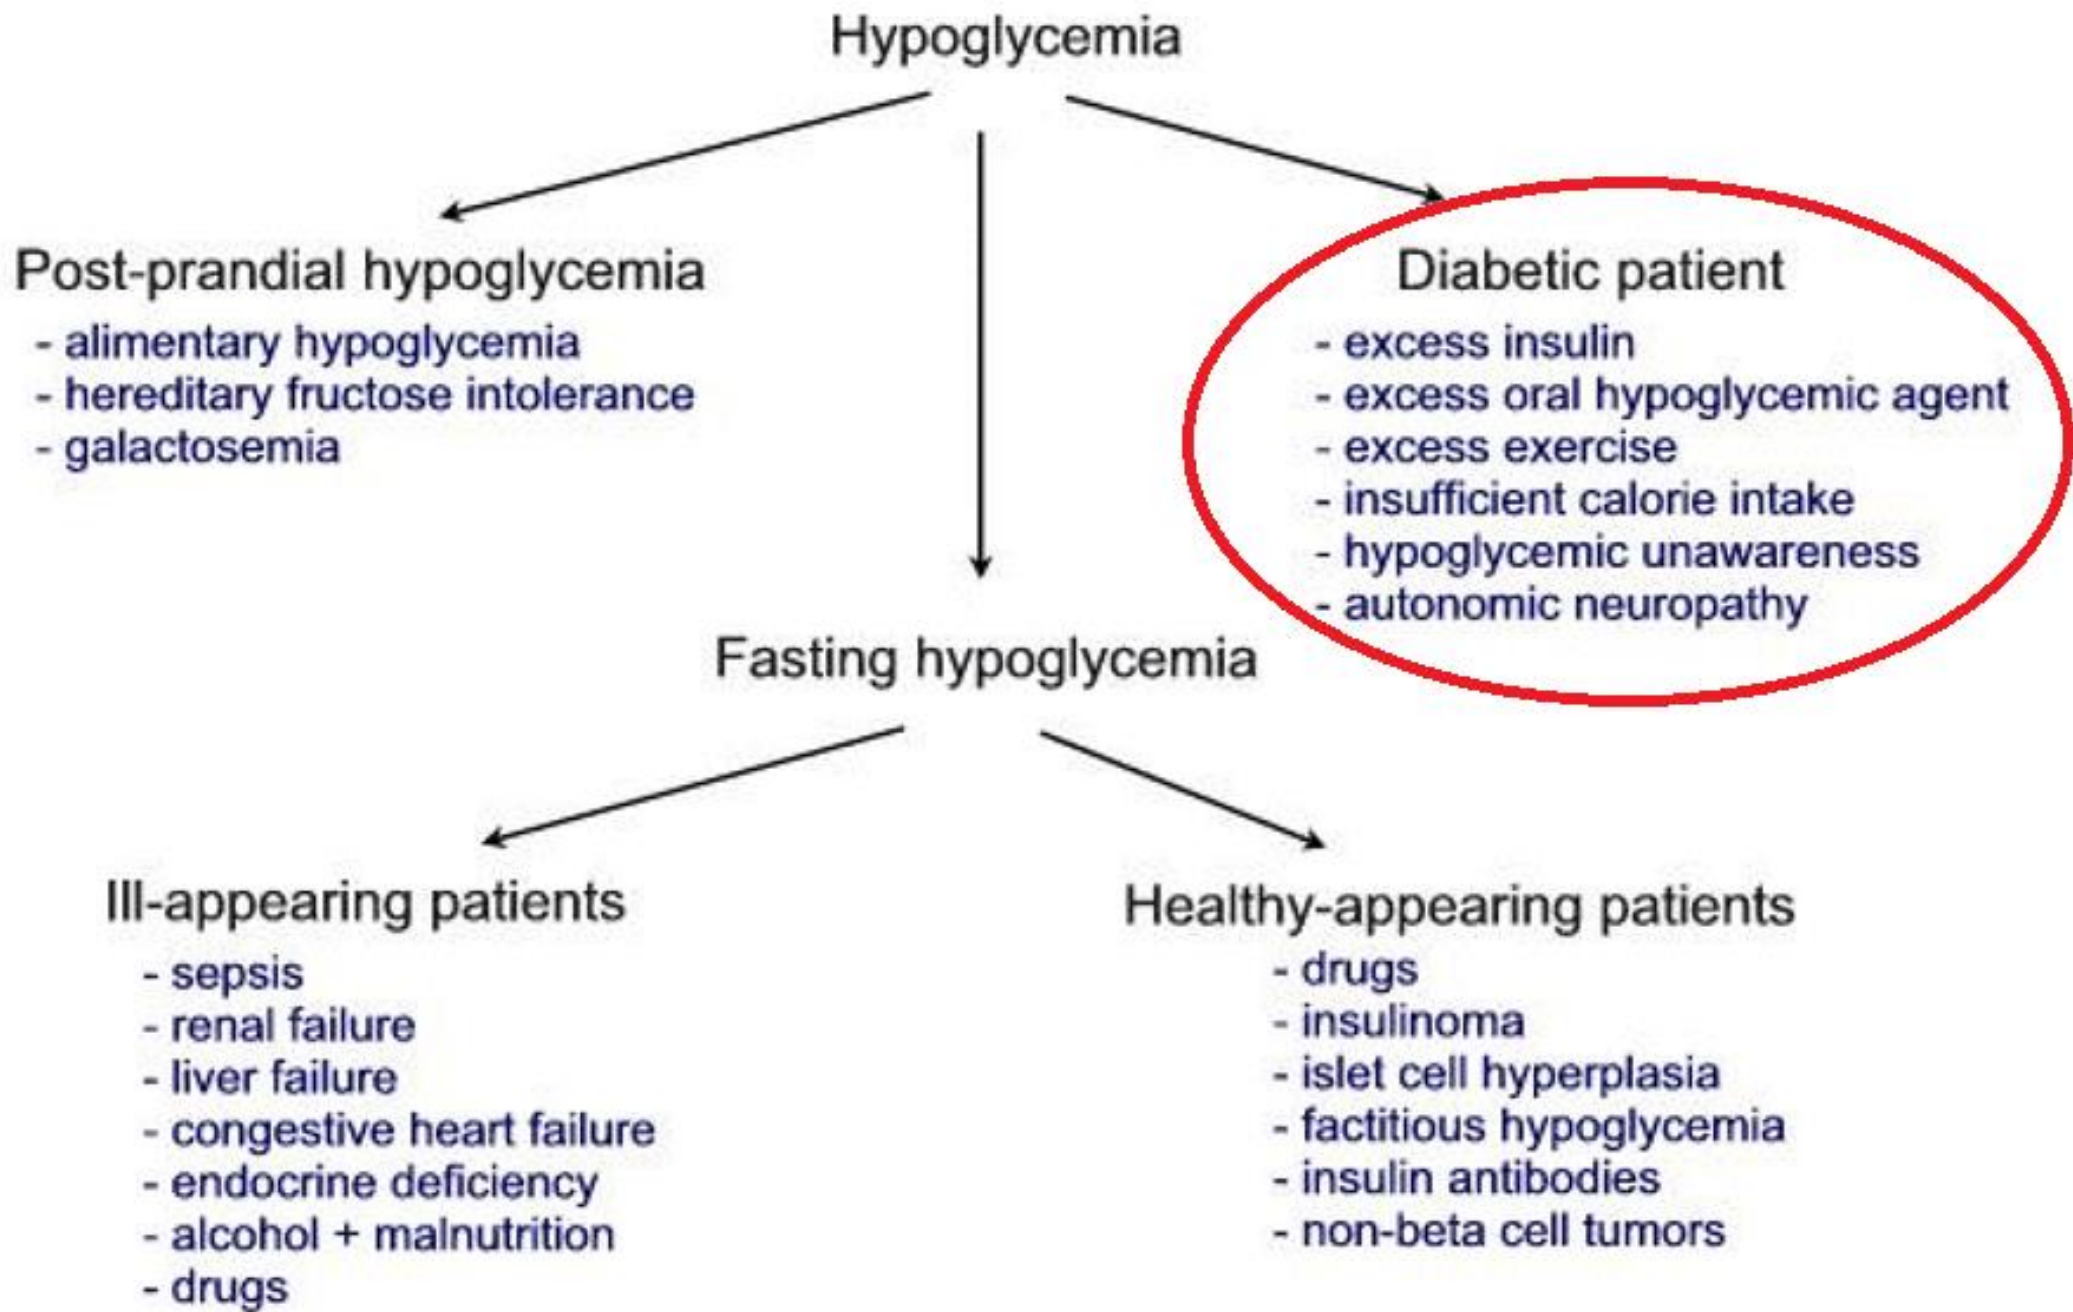 Hypoglycemia
Post-prandial hypoglycemia
- alimentary hypoglycemia
- hereditary fructose intolerance
- galactosemia
Diabetic patient
- excess insulin
- excess oral hypoglycemic agent
- excess exercise
- insufficient calorie intake
- hypoglycemic unawareness
- autonomic neuropathy
Fasting hypoglycemia
Ill-appearing patients
- sepsis
- renal failure
- liver failure
- congestive heart failure
- endocrine deficiency
- alcohol + malnutrition
- drugs
Healthy-appearing patients
- drugs
- insulinoma
- islet cell hyperplasia
- factitious hypoglycemia
- insulin antibodies
- non-beta cell tumors